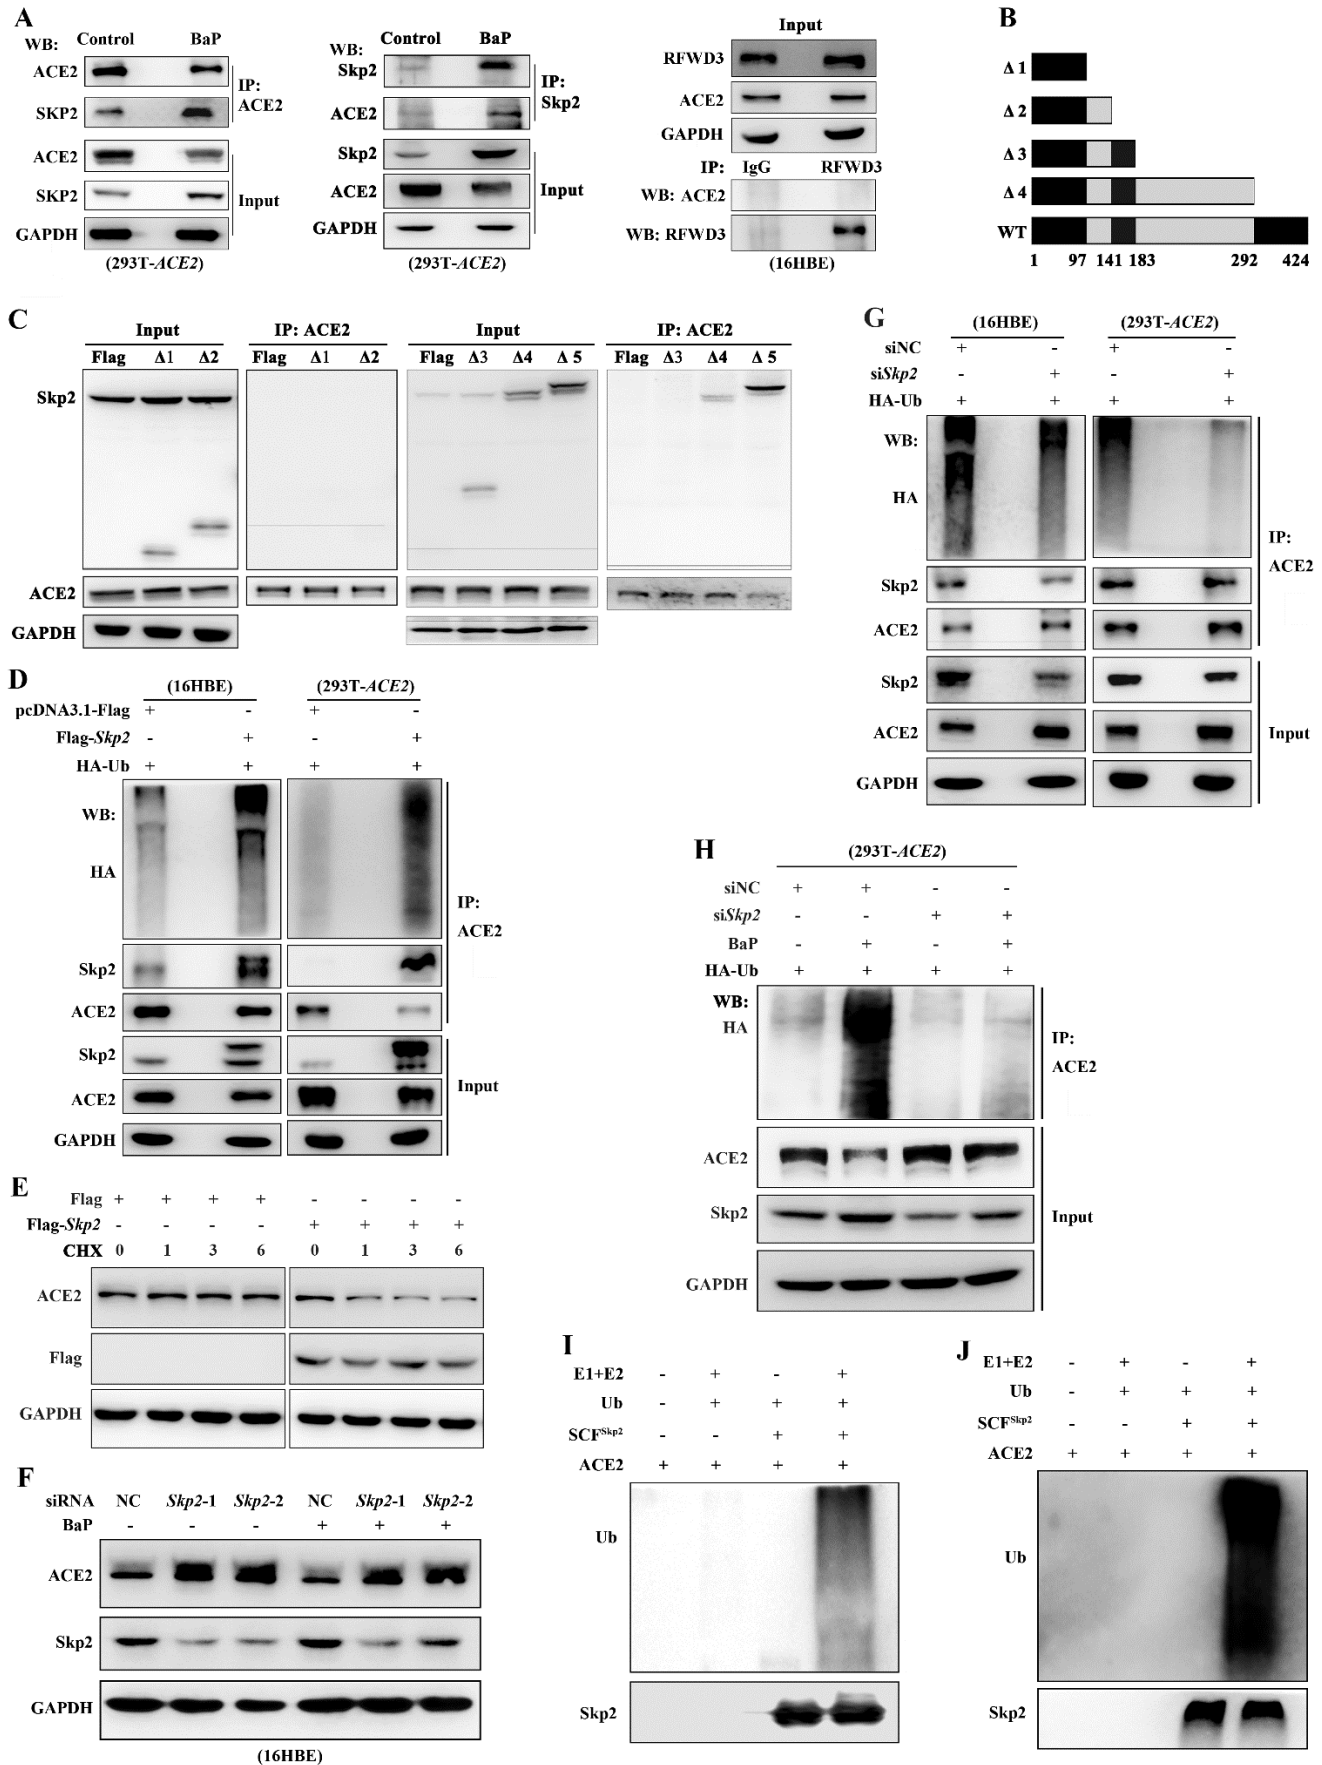 A
WB: Control BaP
ACE2
SKP2
IP:
ACE2
ACE2
SKP2
GAPDH
Input
(293T-ACE2)
WB: Control BaP
Skp2
ACE2
IP:
Skp2
Skp2
ACE2
GAPDH
Input
(293T-ACE2)
Input
RFWD3
ACE2
GAPDH
IP: IgG RFWD3
WB: ACE2
WB: RFWD3
(16HBE)
B
Δ 1
Δ 2
Δ 3
Δ 4
WT
1 97 141 183 292 424
C
Input IP: ACE2 Input IP: ACE2
Flag Δ1 Δ2 Flag Δ1 Δ2 Flag Δ3 Δ4 Δ 5 Flag Δ3 Δ4 Δ 5
Skp2
ACE2
GAPDH
D
(16HBE) (293T-ACE2)
pcDNA3.1-Flag + - + -
Flag-Skp2 - + - +
HA-Ub + + + +
WB:
HA
Skp2
ACE2
IP:
ACE2
Skp2
ACE2
GAPDH
Input
E
Flag + + + + - - - -
Flag-Skp2 - - - - + + + +
CHX 0 1 3 6 0 1 3 6
ACE2
Flag
GAPDH
F
siRNA NC Skp2-1 Skp2-2 NC Skp2-1 Skp2-2
BaP - - - + + +
ACE2
Skp2
GAPDH
(16HBE)
G
(16HBE) (293T-ACE2)
siNC + - + -
siSkp2 - + - +
HA-Ub + + + +
WB:
HA
Skp2
ACE2
IP:
ACE2
Skp2
ACE2
GAPDH
Input
H
(293T-ACE2)
siNC + + - -
siSkp2 - - + +
BaP - + - +
HA-Ub + + + +
WB:
HA
IP:
ACE2
ACE2
Skp2
GAPDH
Input
I
E1+E2 - + - +
Ub - + + +
SCFSkp2 - - + +
ACE2 + + + +
Ub
Skp2
J
E1+E2 - + - +
Ub - + + +
SCFSkp2 - - + +
ACE2 + + + +
Ub
Skp2